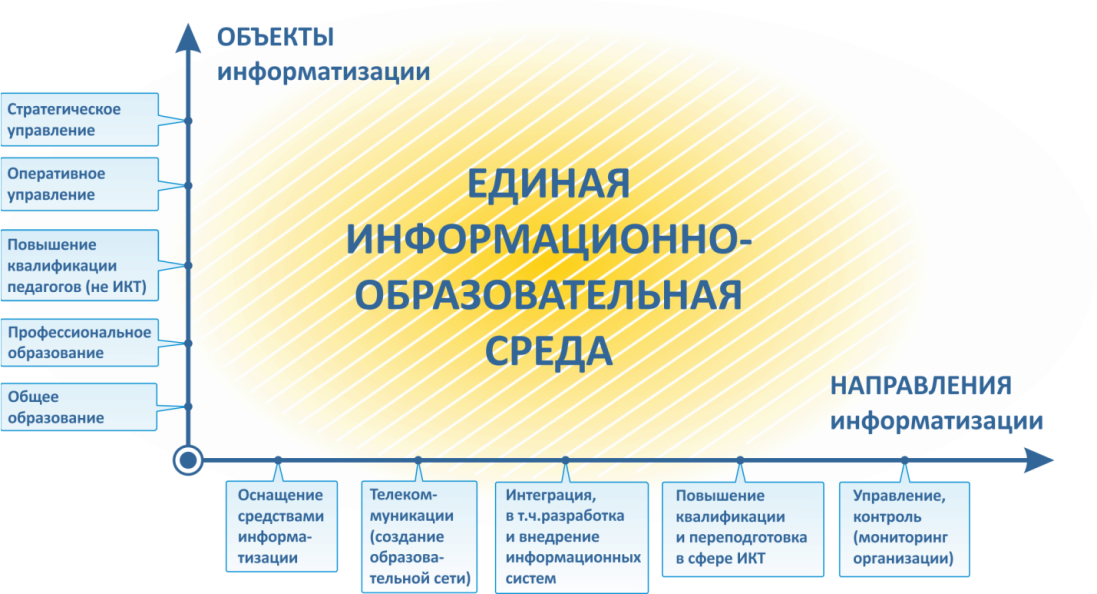 ОБЪЕКТЫ
информатизации
Стратегическое
управление
Оперативное
управление
Повышение
квалификации
педагогов (не ИКТ)
Профессиональное
образование
Общее
образование
ЕДИНАЯ
ИНФОРМАЦИОННО-
ОБРАЗОВАТЕЛЬНАЯ
СРЕДА
НАПРАВЛЕНИЯ
информатизации
Оснащение
средствами
информа-
тизации
Телеком-
муникации
(создание
образова-
тельной сети)
Интеграция,
в т.ч.разработка
и внедрение
информационных
систем
Повышение
квалификации
и переподготовка
в сфере ИКТ
Управление,
контроль
(мониторинг
организации)